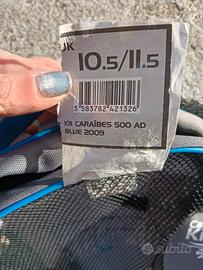 UK
10.5/11.5
3 583782 421326
Kit CARAÏBES 500 AD
BLUE 2009
subito